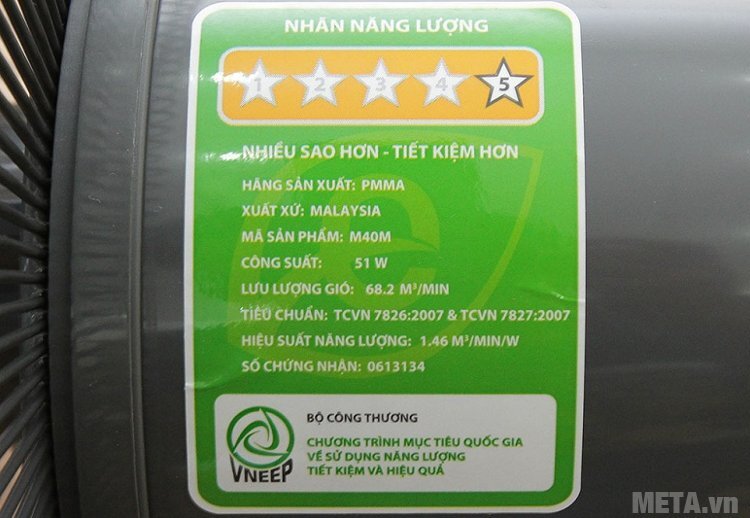 NHÃN NĂNG LƯỢNG
1 2 3 4 5
NHIỀU SAO HƠN - TIẾT KIỆM HƠN
HÃNG SẢN XUẤT: PMMA
XUẤT XỨ: MALAYSIA
MÃ SẢN PHẨM: M40M
CÔNG SUẤT: 51 W
LƯU LƯỢNG GIÓ: 68.2 M³/MIN
TIÊU CHUẨN: TCVN 7826:2007 & TCVN 7827:2007
HIỆU SUẤT NĂNG LƯỢNG: 1.46 M³/MIN/W
SỐ CHỨNG NHẬN: 0613134
BỘ CÔNG THƯƠNG
CHƯƠNG TRÌNH MỤC TIÊU QUỐC GIA
VỀ SỬ DỤNG NĂNG LƯỢNG
TIẾT KIỆM VÀ HIỆU QUẢ
VNEEP
META.vn